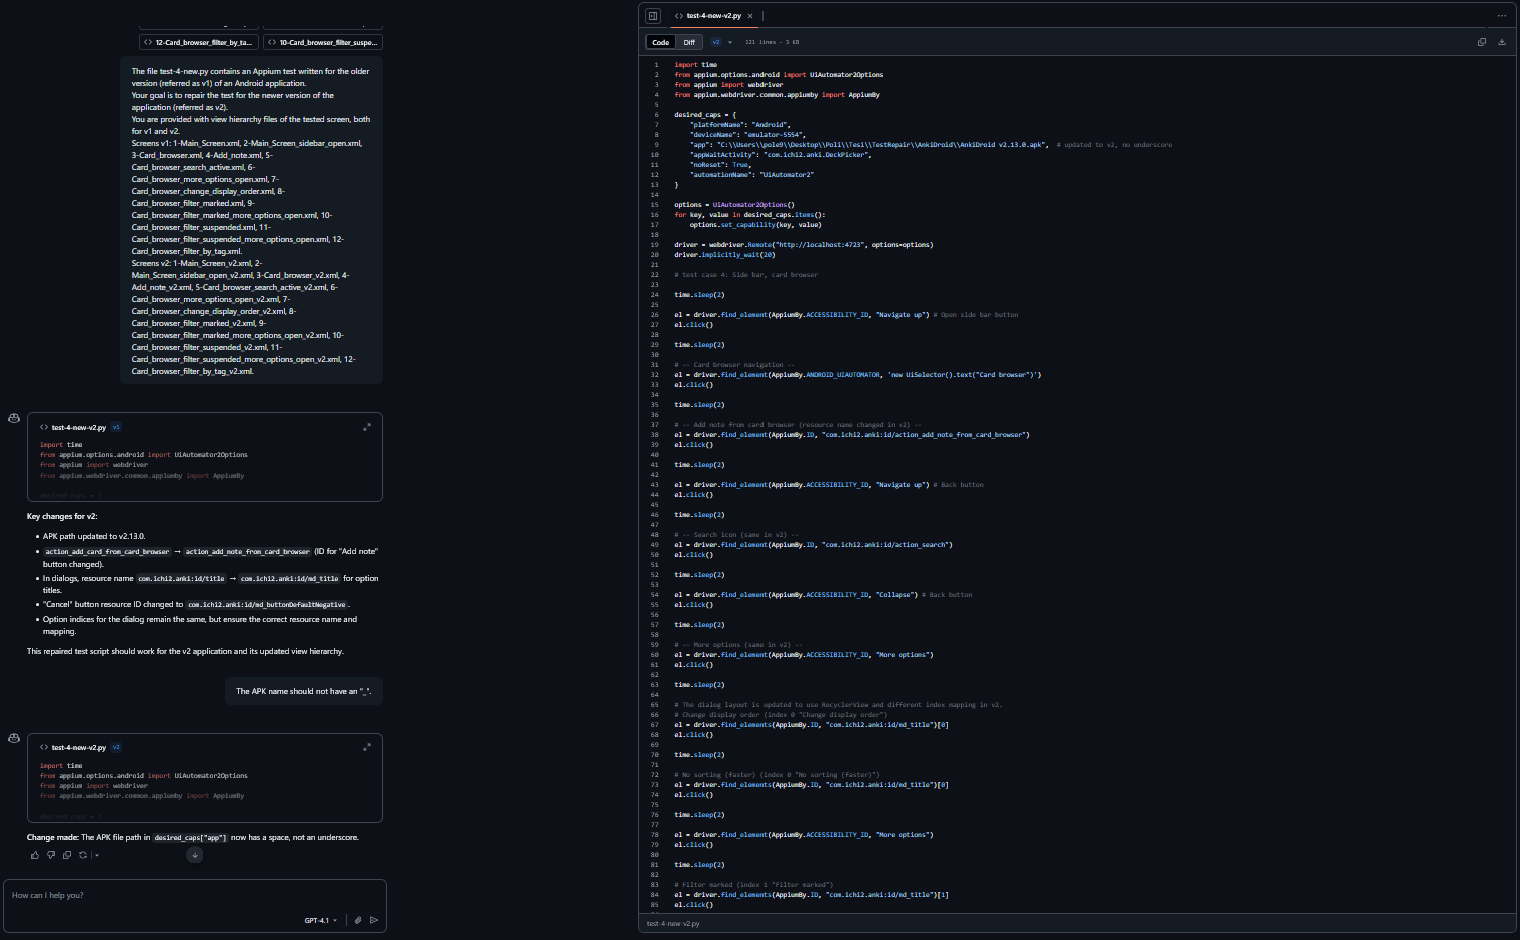 12-Card_browser_filter_by_ta...
10-Card_browser_filter_suspe...
The file test-4-new.py contains an Appium test written for the older
version (referred as v1) of an Android application.
Your goal is to repair the test for the newer version of the
application (referred as v2).
You are provided with view hierarchy files of the tested screen, both
for v1 and v2.
Screens v1: 1-Main_Screen.xml, 2-Main_Screen_sidebar_open.xml,
3-Card_browser.xml, 4-Add_note.xml, 5-
Card_browser_search_active.xml, 6-
Card_browser_more_options_open.xml, 7-
Card_browser_change_display_order.xml, 8-
Card_browser_filter_marked.xml, 9-
Card_browser_filter_marked_more_options_open.xml, 10-
Card_browser_filter_suspended.xml, 11-
Card_browser_filter_suspended_more_options_open.xml, 12-
Card_browser_filter_by_tag.xml.
Screens v2: 1-Main_Screen_v2.xml, 2-
Main_Screen_sidebar_open_v2.xml, 3-Card_browser_v2.xml, 4-
Add_note_v2.xml, 5-Card_browser_search_active_v2.xml, 6-
Card_browser_more_options_open_v2.xml, 7-
Card_browser_change_display_order_v2.xml, 8-
Card_browser_filter_marked_v2.xml, 9-
Card_browser_filter_marked_more_options_open_v2.xml, 10-
Card_browser_filter_suspended_v2.xml, 11-
Card_browser_filter_suspended_more_options_open_v2.xml, 12-
Card_browser_filter_by_tag_v2.xml.
test-4-new-v2.py v1
import time
from appium.options.android import UiAutomator2Options
from appium import webdriver
from appium.webdriver.common.appiumby import AppiumBy
desired_caps = {
Key changes for v2:
• APK path updated to v2.13.0.
• action_add_card_from_card_browser → action_add_note_from_card_browser (ID for "Add note"
button changed).
• In dialogs, resource name com.ichi2.anki:id/title → com.ichi2.anki:id/md_title for option
titles.
• "Cancel" button resource ID changed to com.ichi2.anki:id/md_buttonDefaultNegative.
• Option indices for the dialog remain the same, but ensure the correct resource name and
mapping.
This repaired test script should work for the v2 application and its updated view hierarchy.
The APK name should not have an "_".
test-4-new-v2.py v2
import time
from appium.options.android import UiAutomator2Options
from appium import webdriver
from appium.webdriver.common.appiumby import AppiumBy
desired_caps = {
Change made: The APK file path in desired_caps["app"] now has a space, not an underscore.
How can I help you?
GPT-4.1
test-4-new-v2.py
Code Diff v2 121 lines · 3 KB
1 import time
2 from appium.options.android import UiAutomator2Options
3 from appium import webdriver
4 from appium.webdriver.common.appiumby import AppiumBy
5
6 desired_caps = {
7 "platformName": "Android",
8 "deviceName": "emulator-5554",
9 "app": "C:\\Users\\pole9\\Desktop\\Poli\\Tesi\\TestRepair\\AnkiDroid\\AnkiDroid v2.13.0.apk", # updated to v2, no underscore
10 "appWaitActivity": "com.ichi2.anki.DeckPicker",
11 "noReset": True,
12 "automationName": "UiAutomator2"
13 }
14
15 options = UiAutomator2Options()
16 for key, value in desired_caps.items():
17 options.set_capability(key, value)
18
19 driver = webdriver.Remote("http://localhost:4723", options=options)
20 driver.implicitly_wait(20)
21
22 # test case 4: Side bar, card browser
23
24 time.sleep(2)
25
26 el = driver.find_element(AppiumBy.ACCESSIBILITY_ID, "Navigate up") # Open side bar button
27 el.click()
28
29 time.sleep(2)
30
31 # -- Card browser navigation --
32 el = driver.find_element(AppiumBy.ANDROID_UIAUTOMATOR, 'new UiSelector().text("Card browser")')
33 el.click()
34
35 time.sleep(2)
36
37 # -- Add note from card browser (resource name changed in v2) --
38 el = driver.find_element(AppiumBy.ID, "com.ichi2.anki:id/action_add_note_from_card_browser")
39 el.click()
40
41 time.sleep(2)
42
43 el = driver.find_element(AppiumBy.ACCESSIBILITY_ID, "Navigate up") # Back button
44 el.click()
45
46 time.sleep(2)
47
48 # -- Search icon (same in v2) --
49 el = driver.find_element(AppiumBy.ID, "com.ichi2.anki:id/action_search")
50 el.click()
51
52 time.sleep(2)
53
54 el = driver.find_element(AppiumBy.ACCESSIBILITY_ID, "Collapse") # Back button
55 el.click()
56
57 time.sleep(2)
58
59 # -- More options (same in v2) --
60 el = driver.find_element(AppiumBy.ACCESSIBILITY_ID, "More options")
61 el.click()
62
63 time.sleep(2)
64
65 # The dialog layout is updated to use RecyclerView and different index mapping in v2.
66 # Change display order (index 0 "Change display order")
67 el = driver.find_elements(AppiumBy.ID, "com.ichi2.anki:id/md_title")[0]
68 el.click()
69
70 time.sleep(2)
71
72 # No sorting (faster) (index 0 "No sorting (faster)")
73 el = driver.find_elements(AppiumBy.ID, "com.ichi2.anki:id/md_title")[0]
74 el.click()
75
76 time.sleep(2)
77
78 el = driver.find_element(AppiumBy.ACCESSIBILITY_ID, "More options")
79 el.click()
80
81 time.sleep(2)
82
83 # Filter marked (index 1 "Filter marked")
84 el = driver.find_elements(AppiumBy.ID, "com.ichi2.anki:id/md_title")[1]
85 el.click()
test-4-new-v2.py